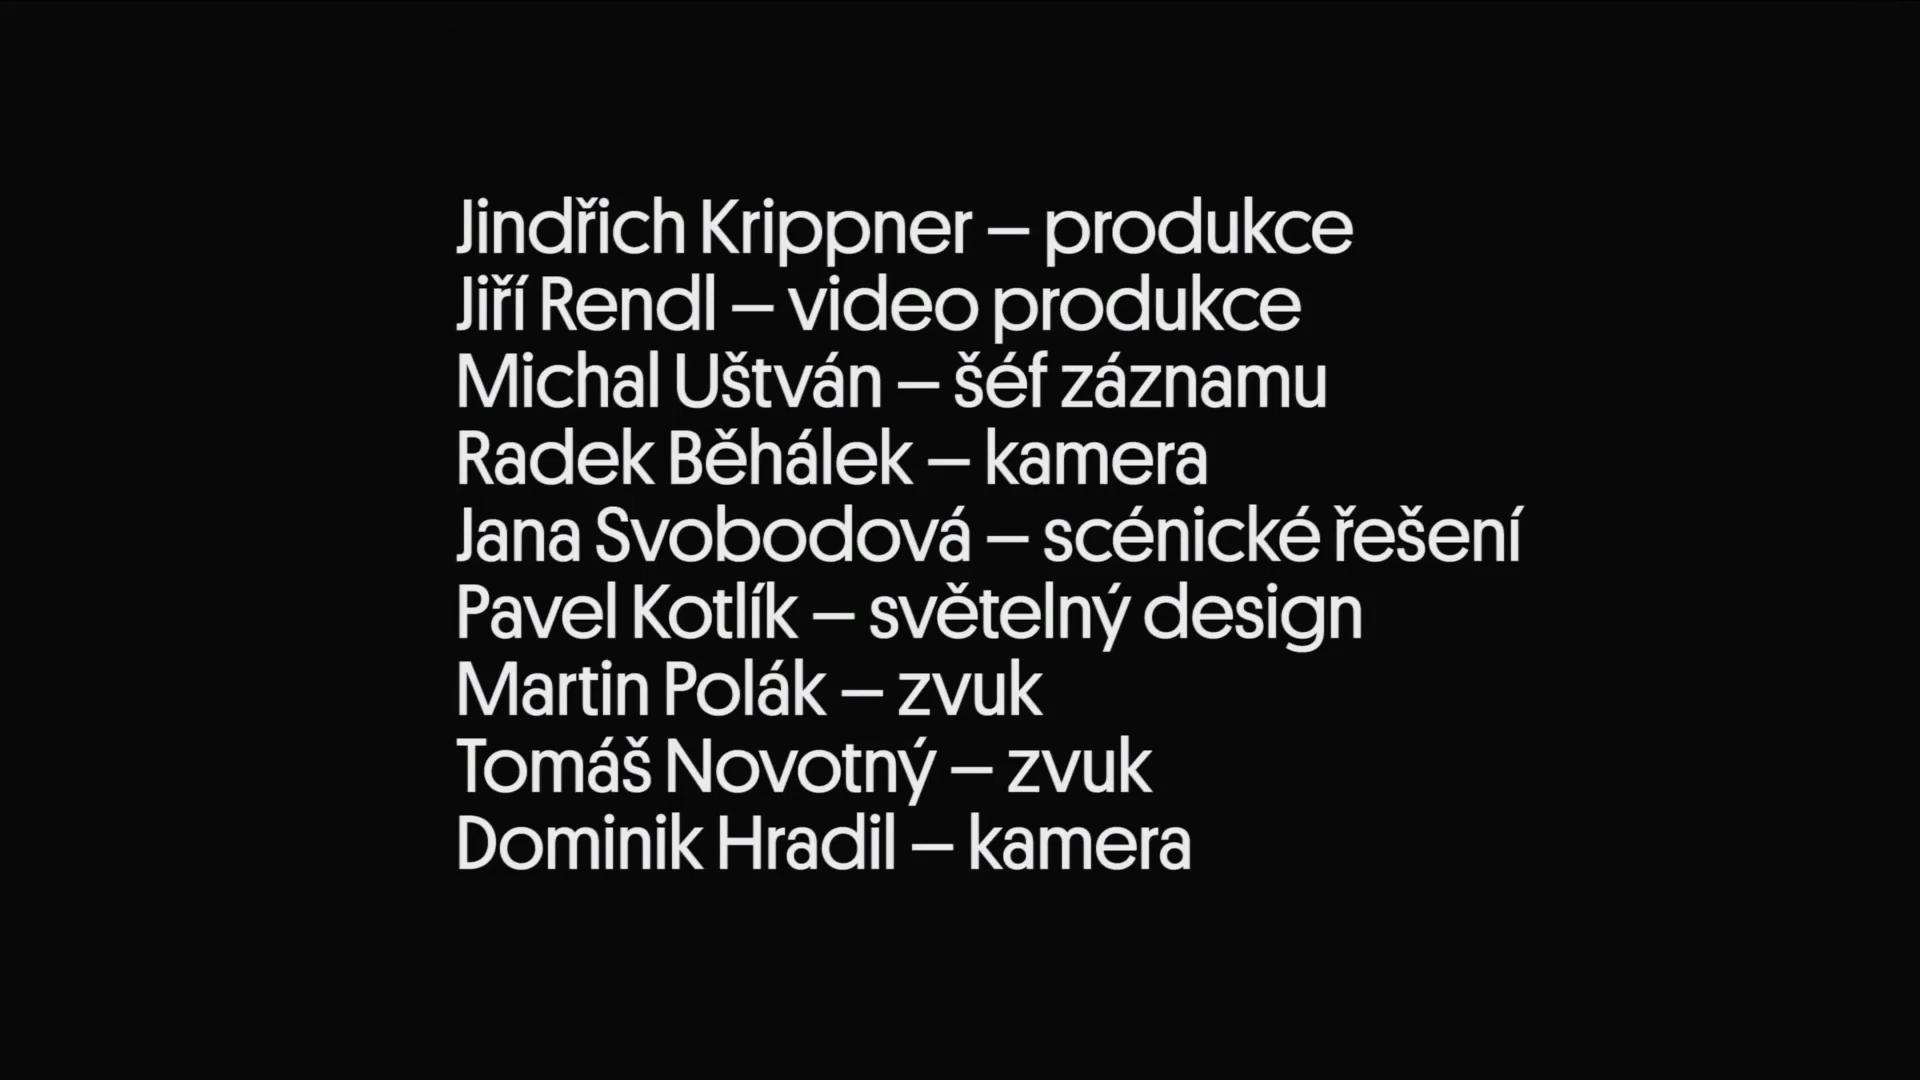 Jindřich Krippner – produkce
Jiří Rendl – video produkce
Michal Uštván – šéf záznamu
Radek Běhálek – kamera
Jana Svobodová – scénické řešení
Pavel Kotlík – světelný design
Martin Polák – zvuk
Tomáš Novotný – zvuk
Dominik Hradil – kamera